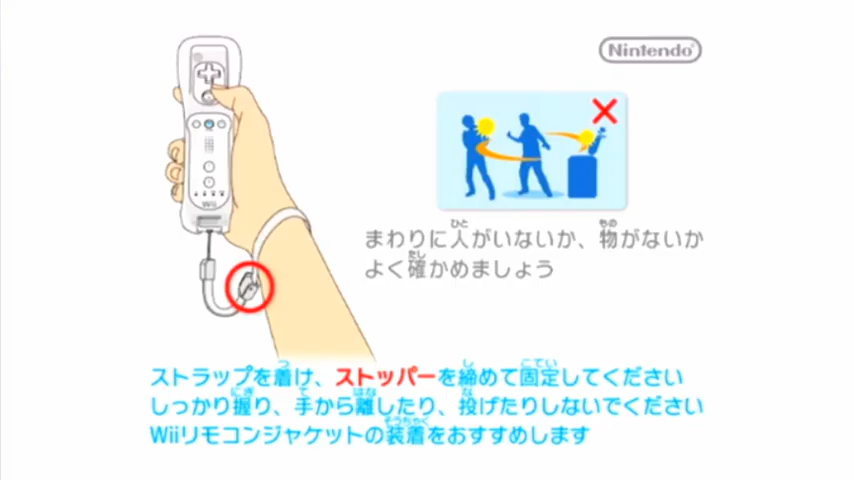 Nintendo
Wii
まわりに人がいないか、物がないか
よく確かめましょう
ストラップを着け、ストッパーを締めて固定してください
しっかり握り、手から離したり、投げたりしないでください
Wiiリモコンジャケットの装着をおすすめします